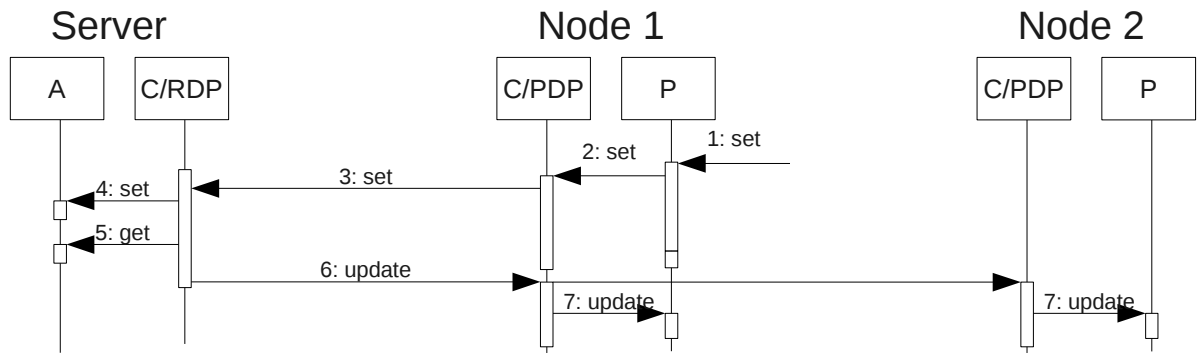 Server
Node 1
Node 2
A
C/RDP
C/PDP
P
C/PDP
P
1: set
2: set
3: set
4: set
5: get
6: update
7: update
7: update